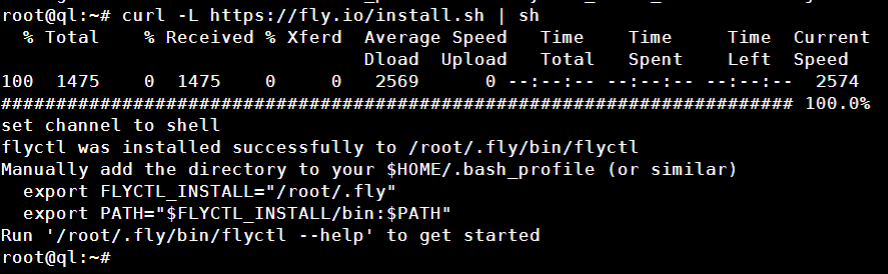 root@ql:~# curl -L https://fly.io/install.sh | sh
  % Total    % Received % Xferd  Average Speed   Time    Time     Time  Current
                                 Dload  Upload   Total   Spent    Left  Speed
100  1475    0  1475    0     0   2569      0 --:--:-- --:--:-- --:--:--  2574
######################################################################## 100.0%
set channel to shell
flyctl was installed successfully to /root/.fly/bin/flyctl
Manually add the directory to your $HOME/.bash_profile (or similar)
  export FLYCTL_INSTALL="/root/.fly"
  export PATH="$FLYCTL_INSTALL/bin:$PATH"
Run '/root/.fly/bin/flyctl --help' to get started
root@ql:~#